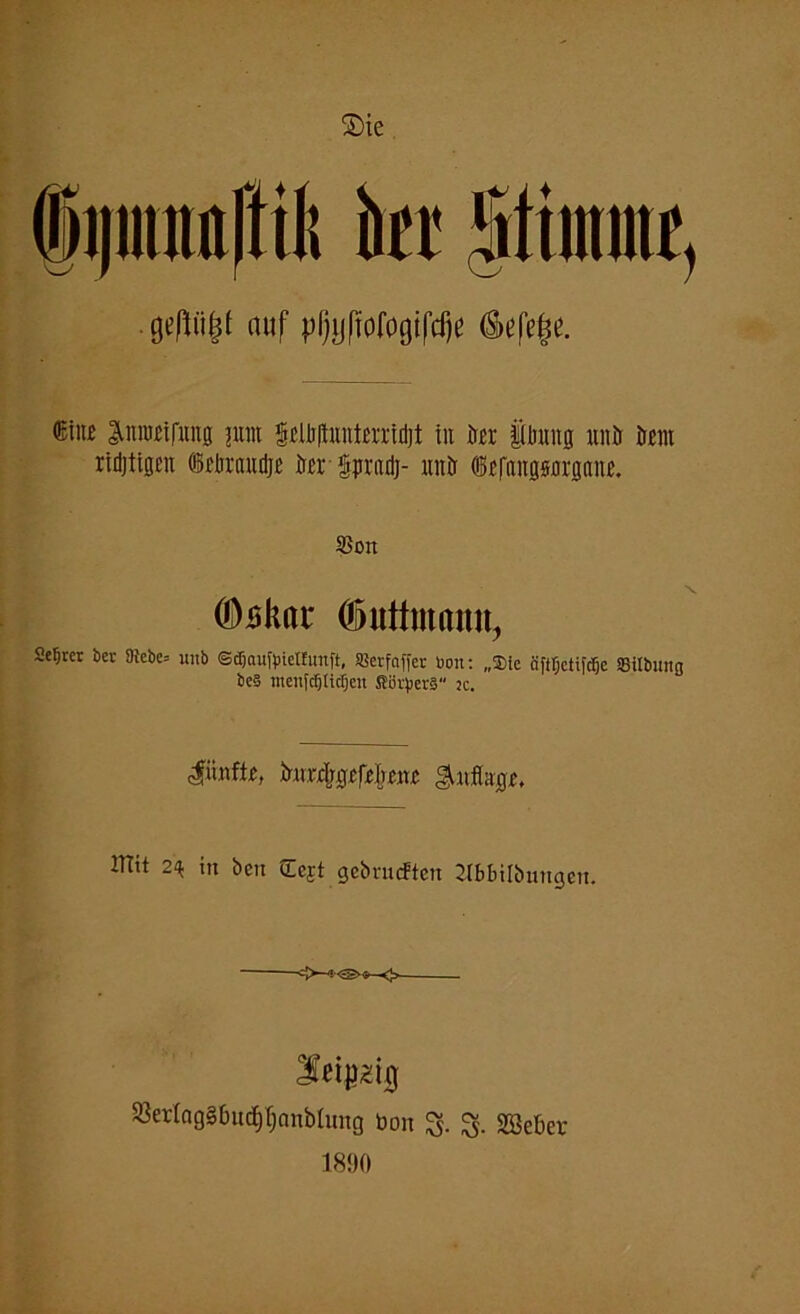 Die
Gymnastik der Stimme,
gestützt auf physiologische Gesetze.
Eine Anweisung zum Selbstunterricht in der Übung und dem
richtigen Gebrauche der Sprach- und Gesangsorgane.
Von
Oskar Guttmann,
Lehrer der Rede- und Schauspielkunst, Verfasser von: „Die ästhetische Bildung
des menschlichen Körpers" ꝛc.
Fünfte, durchgesehene Auflage.
Mit 24 in den Text gedruckten Abbildungen.
Leipzig
Verlagsbuchhandlung von J. J. Weber
1890